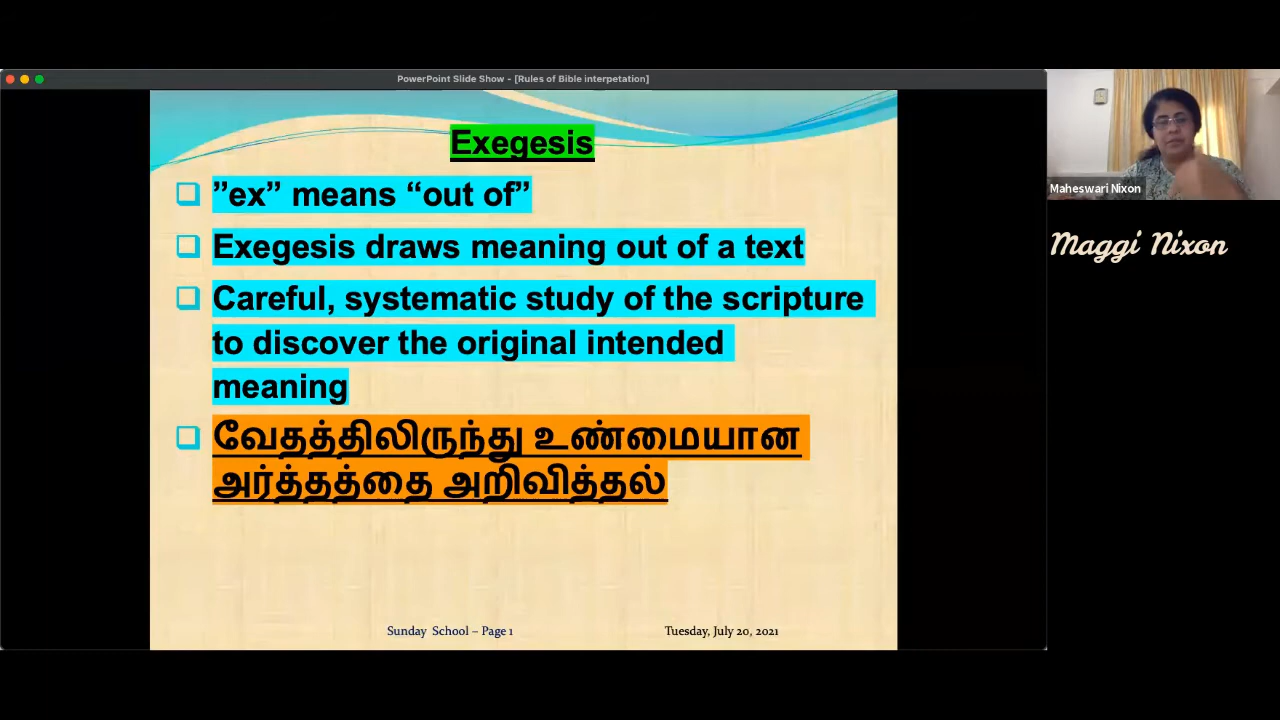 PowerPoint Slide Show - [Rules of Bible interpetation]
Exegesis
”ex” means “out of”
Exegesis draws meaning out of a text
Careful, systematic study of the scripture
to discover the original intended
meaning
வேதத்திலிருந்து உண்மையான
அர்த்தத்தை அறிவித்தல்
Sunday School – Page 1
Tuesday, July 20, 2021
Maheswari Nixon
Maggi Nixon